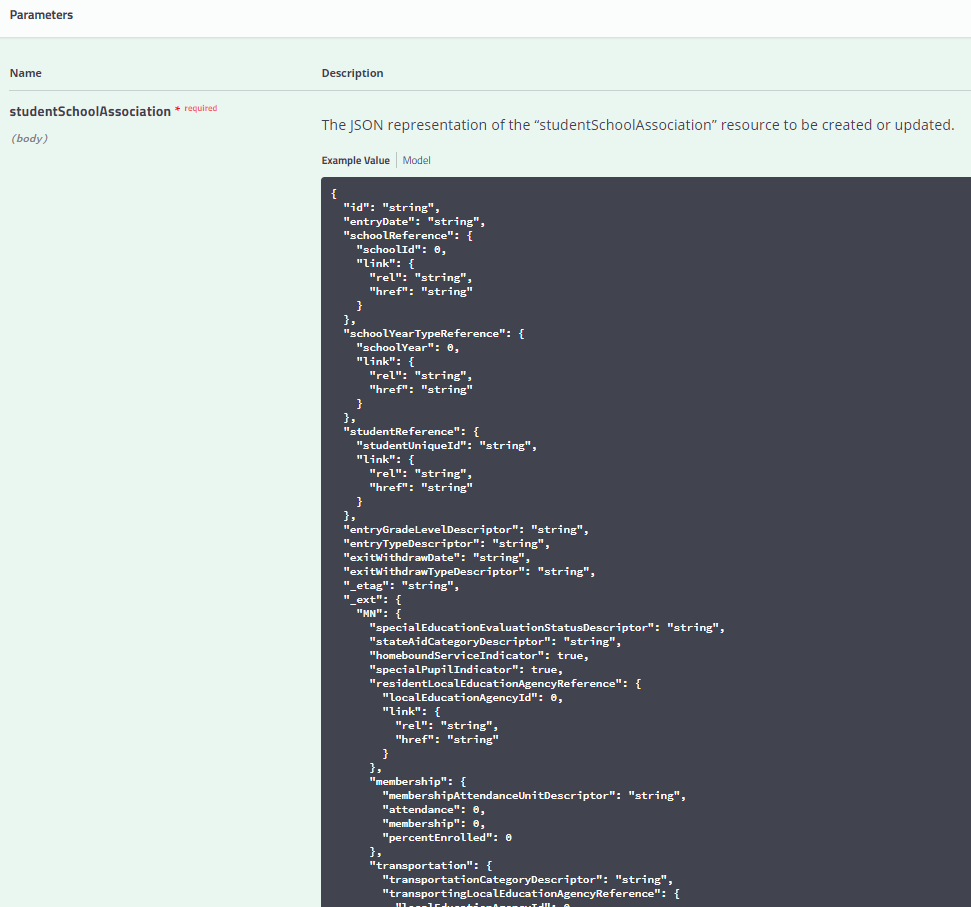 Parameters
Name Description
studentSchoolAssociation * required
(body)
The JSON representation of the “studentSchoolAssociation” resource to be created or updated.
Example Value Model
{
  "id": "string",
  "entryDate": "string",
  "schoolReference": {
    "schoolId": 0,
    "link": {
      "rel": "string",
      "href": "string"
    }
  },
  "schoolYearTypeReference": {
    "schoolYear": 0,
    "link": {
      "rel": "string",
      "href": "string"
    }
  },
  "studentReference": {
    "studentUniqueId": "string",
    "link": {
      "rel": "string",
      "href": "string"
    }
  },
  "entryGradeLevelDescriptor": "string",
  "entryTypeDescriptor": "string",
  "exitWithdrawDate": "string",
  "exitWithdrawTypeDescriptor": "string",
  "_etag": "string",
  "_ext": {
    "MN": {
      "specialEducationEvaluationStatusDescriptor": "string",
      "stateAidCategoryDescriptor": "string",
      "homeboundServiceIndicator": true,
      "specialPupilIndicator": true,
      "residentLocalEducationAgencyReference": {
        "localEducationAgencyId": 0,
        "link": {
          "rel": "string",
          "href": "string"
        }
      },
      "membership": {
        "membershipAttendanceUnitDescriptor": "string",
        "attendance": 0,
        "membership": 0,
        "percentEnrolled": 0
      },
      "transportation": {
        "transportationCategoryDescriptor": "string",
        "transportingLocalEducationAgencyReference": {